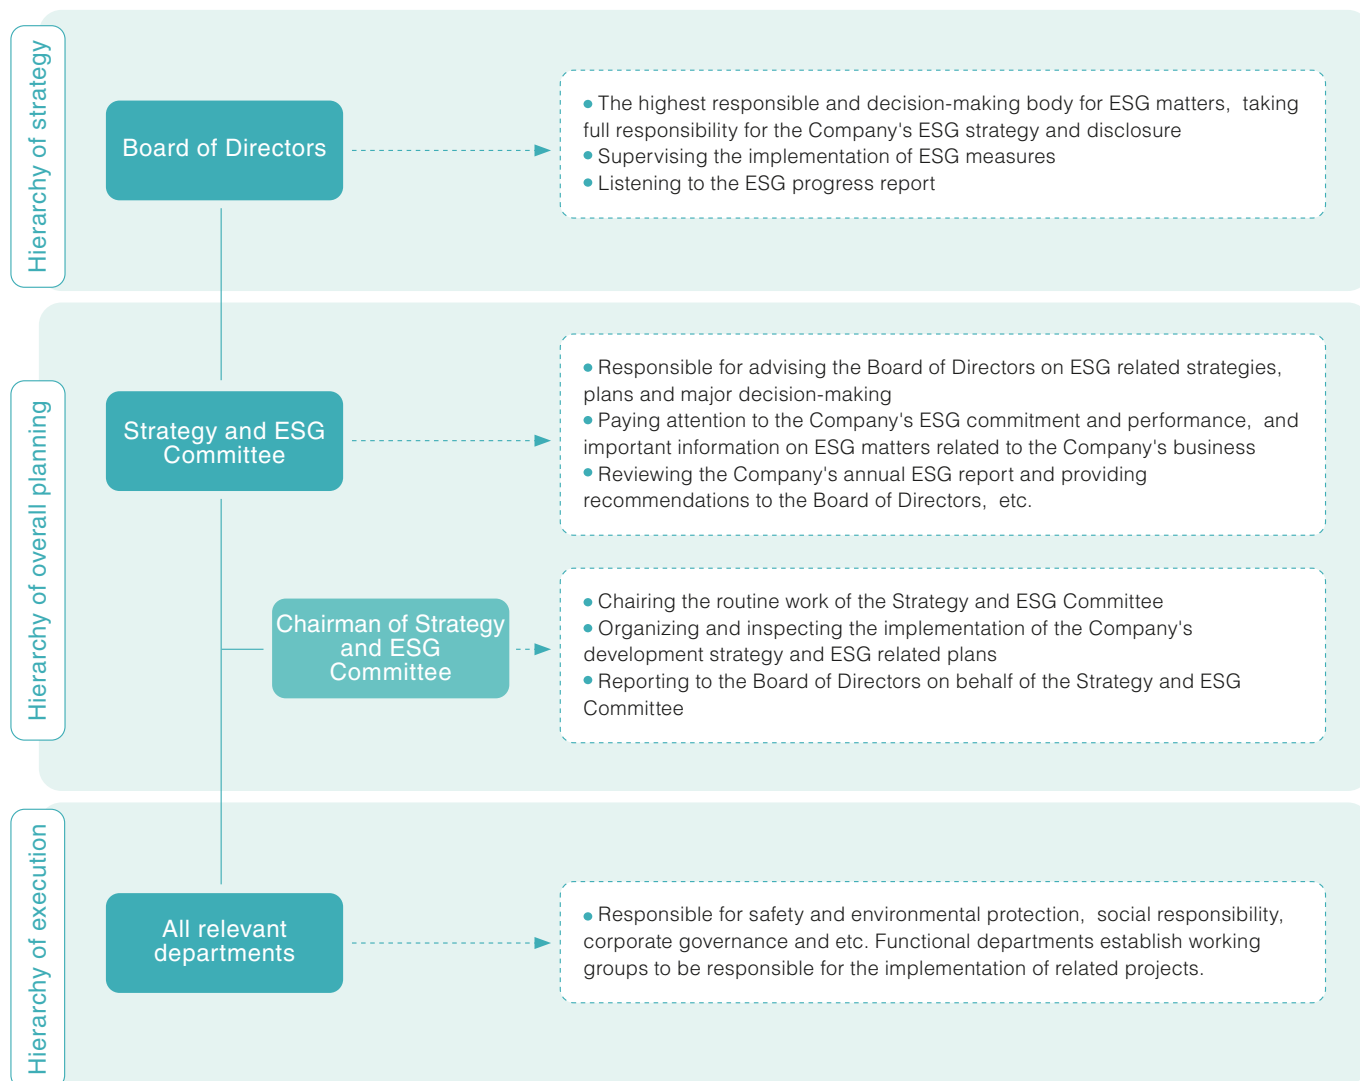 Hierarchy of strategy
Board of Directors
• The highest responsible and decision-making body for ESG matters, taking
full responsibility for the Company's ESG strategy and disclosure
• Supervising the implementation of ESG measures
• Listening to the ESG progress report
Hierarchy of overall planning
Strategy and ESG
Committee
• Responsible for advising the Board of Directors on ESG related strategies,
plans and major decision-making
• Paying attention to the Company's ESG commitment and performance, and
important information on ESG matters related to the Company's business
• Reviewing the Company's annual ESG report and providing
recommendations to the Board of Directors, etc.
Chairman of Strategy
and ESG
Committee
• Chairing the routine work of the Strategy and ESG Committee
• Organizing and inspecting the implementation of the Company's
development strategy and ESG related plans
• Reporting to the Board of Directors on behalf of the Strategy and ESG
Committee
Hierarchy of execution
All relevant
departments
• Responsible for safety and environmental protection, social responsibility,
corporate governance and etc. Functional departments establish working
groups to be responsible for the implementation of related projects.